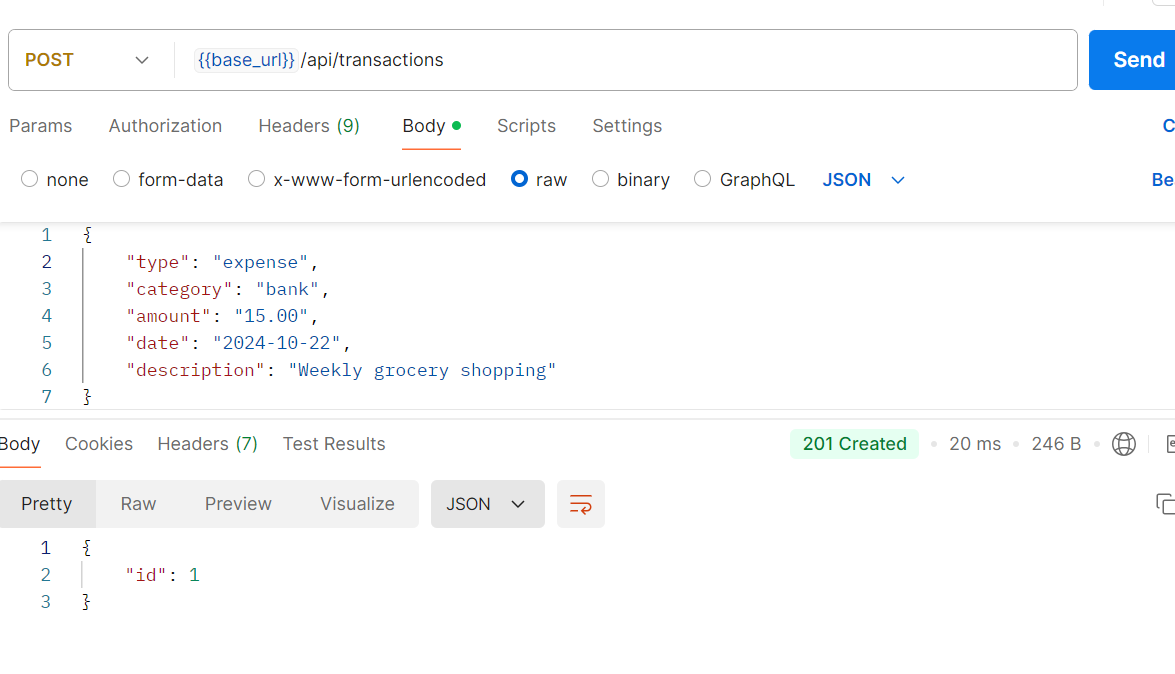 POST {{base_url}} /api/transactions Send
Params Authorization Headers (9) Body Scripts Settings
none form-data x-www-form-urlencoded raw binary GraphQL JSON
1 {
2 "type": "expense",
3 "category": "bank",
4 "amount": "15.00",
5 "date": "2024-10-22",
6 "description": "Weekly grocery shopping"
7 }
Body Cookies Headers (7) Test Results 201 Created 20 ms 246 B
Pretty Raw Preview Visualize JSON
1 {
2 "id": 1
3 }